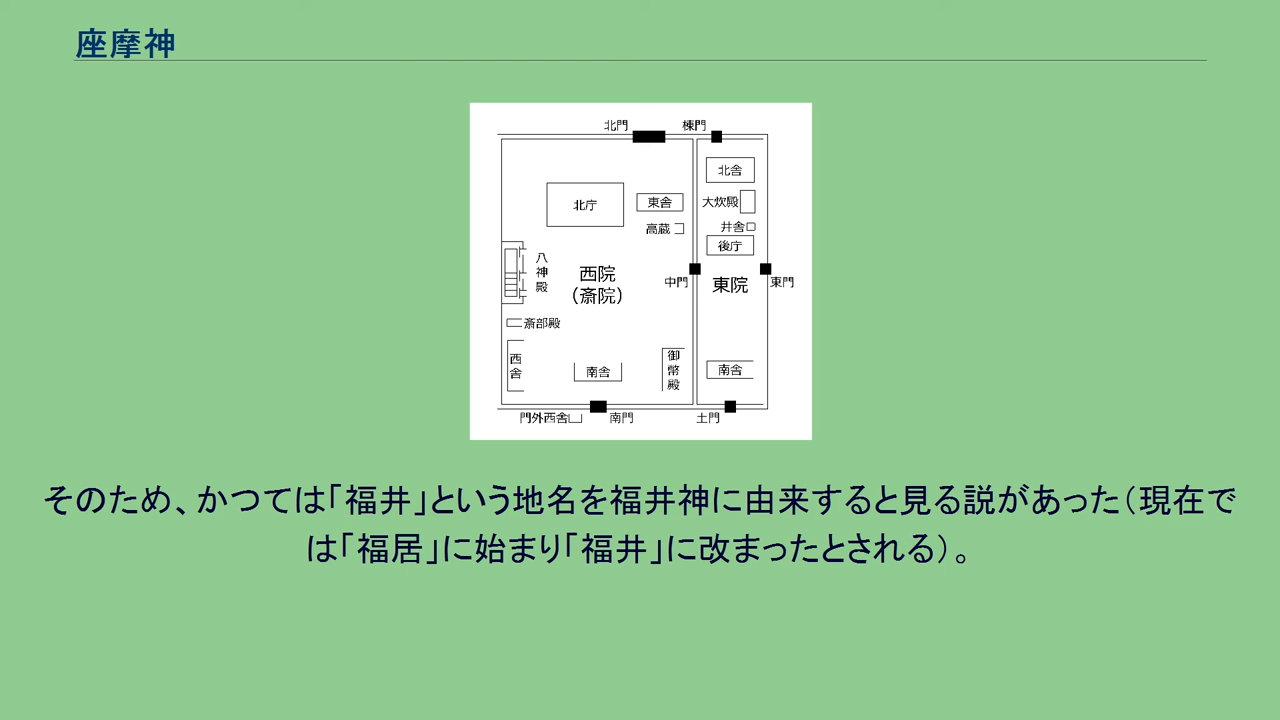 座摩神
北門
棟門
北舎
北庁
東舎
大炊殿
高蔵
井舎
後庁
八神殿
西院
（斎院）
中門
東院
東門
斎部殿
西舎
南舎
御幣殿
南舎
門外西舎
南門
土門
そのため、かつては「福井」という地名を福井神に由来すると見る説があった（現在で
は「福居」に始まり「福井」に改まったとされる）。